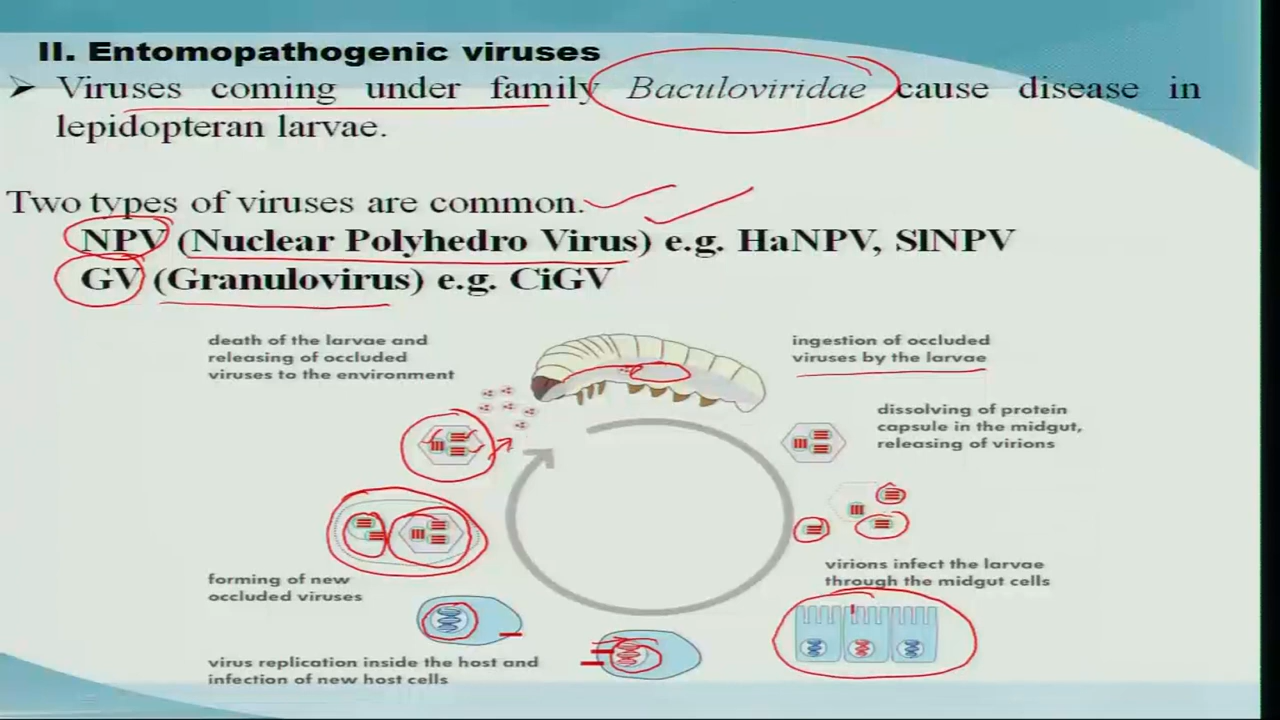 II. Entomopathogenic viruses
➢ Viruses coming under family Baculoviridae cause disease in
lepidopteran larvae.
Two types of viruses are common.
NPV (Nuclear Polyhedro Virus) e.g. HaNPV, SlNPV
GV (Granulovirus) e.g. CiGV
death of the larvae and
releasing of occluded
viruses to the environment
ingestion of occluded
viruses by the larvae
dissolving of protein
capsule in the midgut,
releasing of virions
virions infect the larvae
through the midgut cells
forming of new
occluded viruses
virus replication inside the host and
infection of new host cells